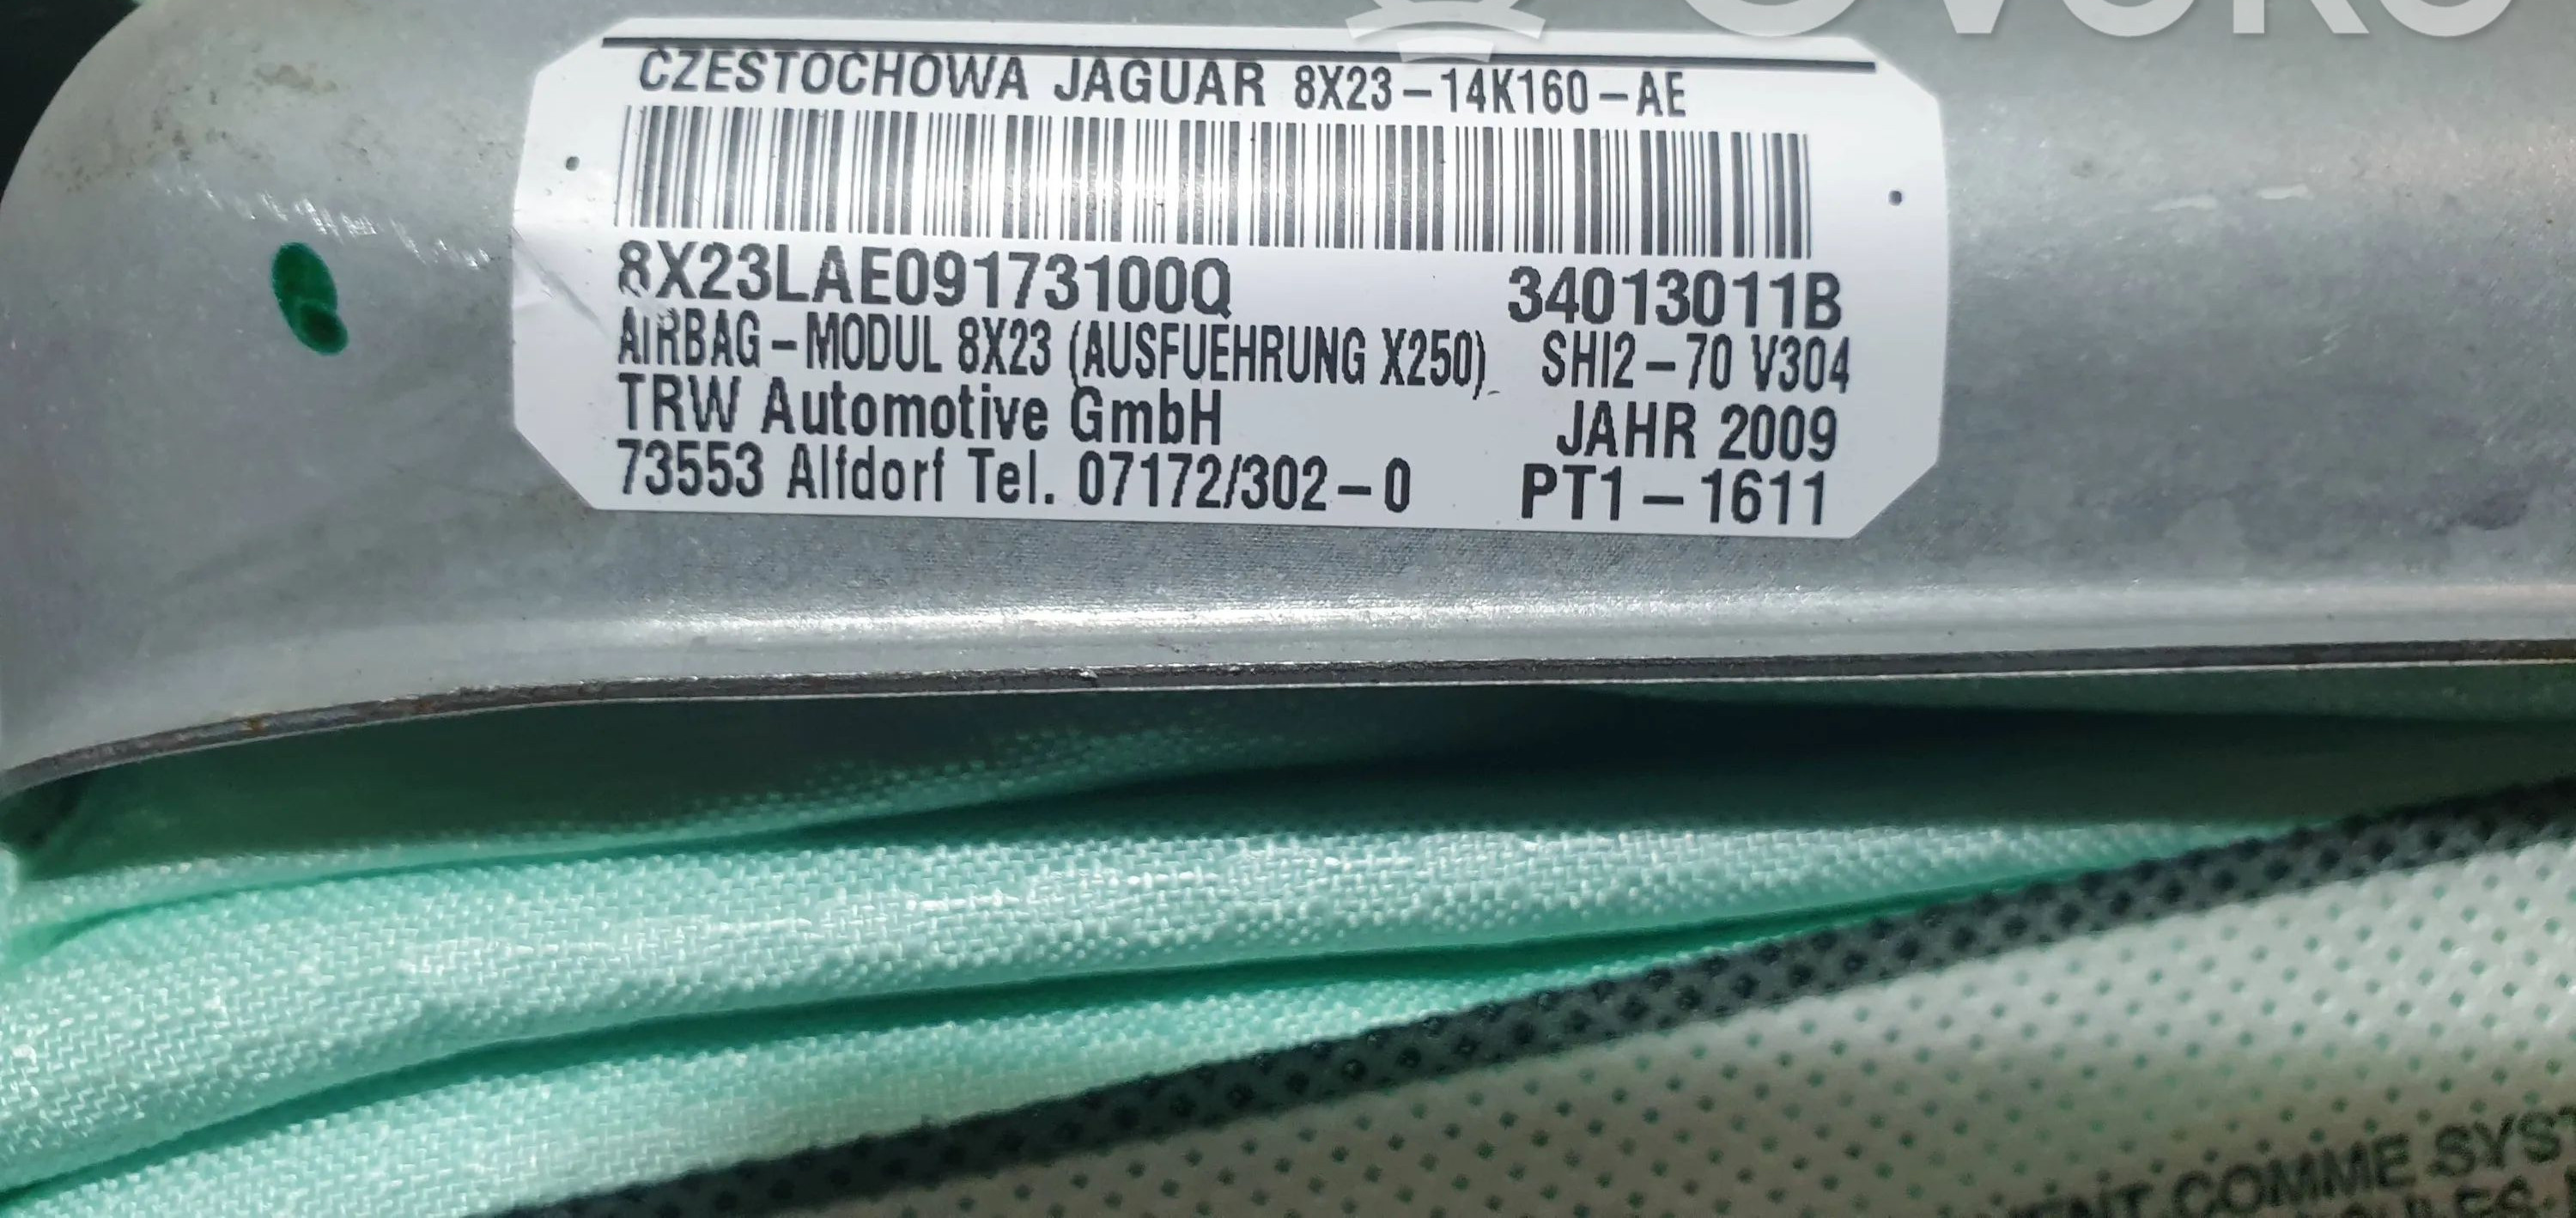 OVOKO
CZESTOCHOWA JAGUAR 8X23-14K160-AE
8X23LAE09173100Q 34013011B
AIRBAG-MODUL 8X23 (AUSFUEHRUNG X250) SHI2-70 V304
TRW Automotive GmbH JAHR 2009
73553 Alfdorf Tel. 07172/302-0 PT1-1611
COMME